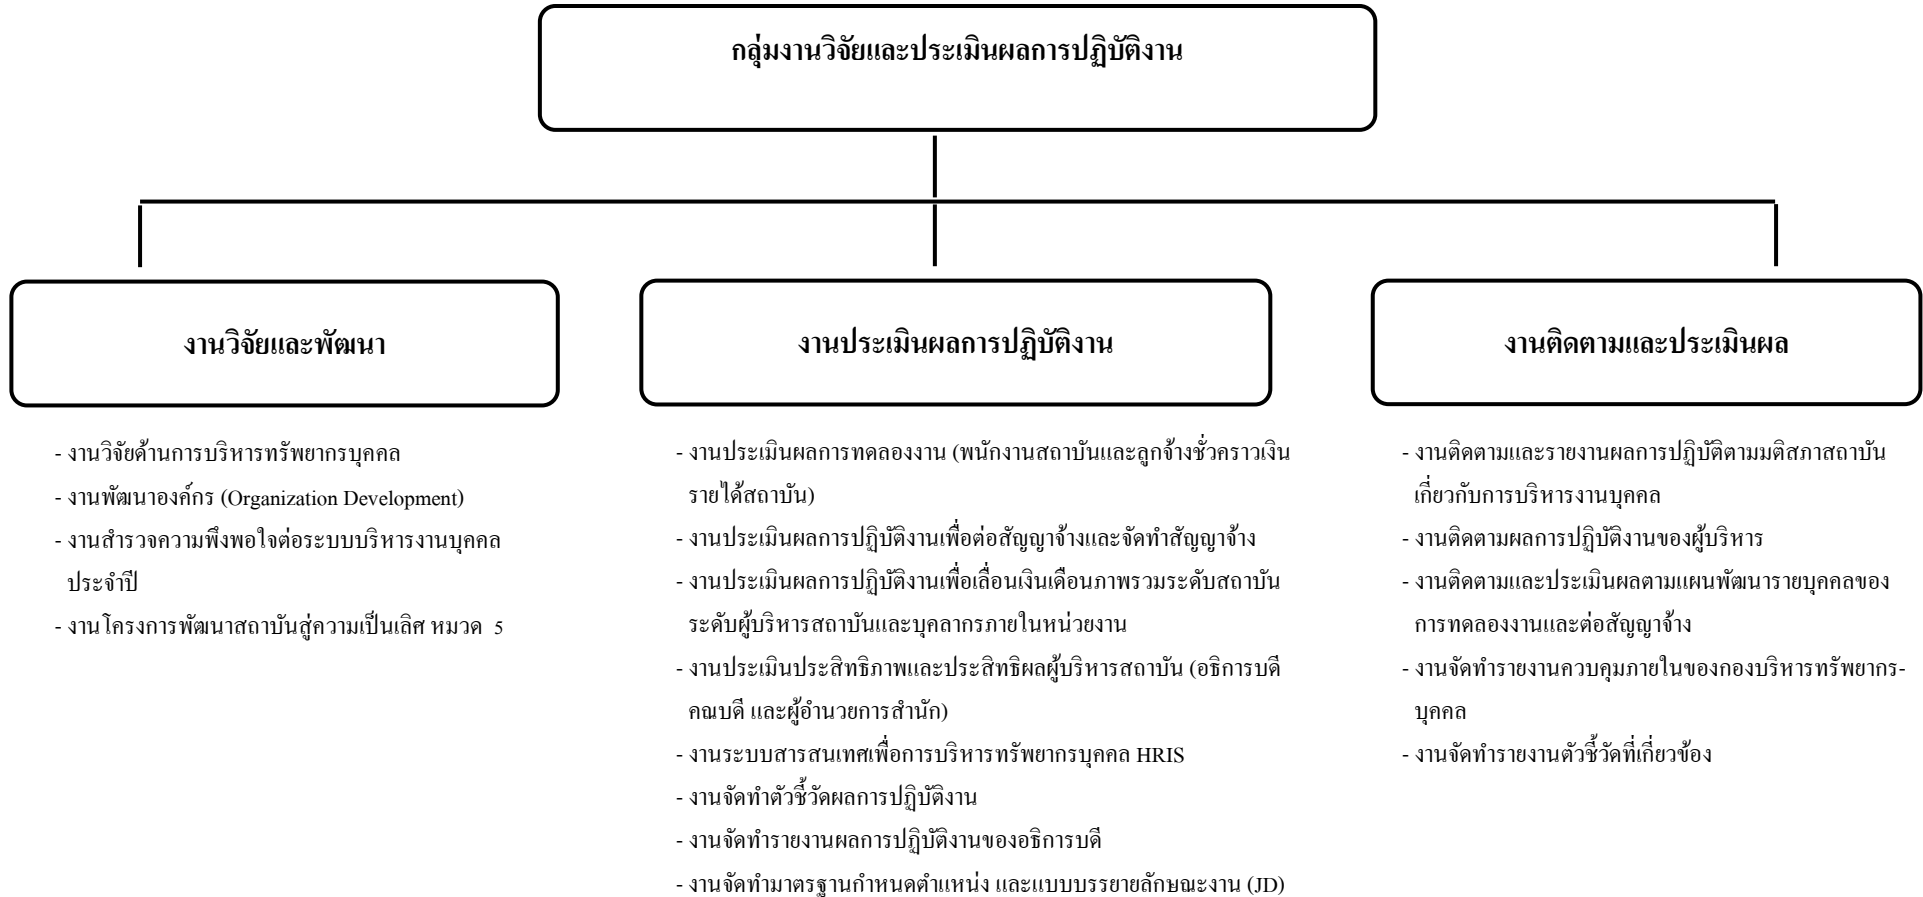 กลุ่มงานวิจัยและประเมินผลการปฏิบัติงาน
งานวิจัยและพัฒนา
- งานวิจัยด้านการบริหารทรัพยากรบุคคล
- งานพัฒนาองค์กร (Organization Development)
- งานสำรวจความพึงพอใจต่อระบบบริหารงานบุคคล
ประจำปี
- งานโครงการพัฒนาสถาบันสู่ความเป็นเลิศ หมวด 5
งานประเมินผลการปฏิบัติงาน
- งานประเมินผลการทดลองงาน (พนักงานสถาบันและลูกจ้างชั่วคราวเงิน
รายได้สถาบัน)
- งานประเมินผลการปฏิบัติงานเพื่อต่อสัญญาจ้างและจัดทำสัญญาจ้าง
- งานประเมินผลการปฏิบัติงานเพื่อเลื่อนเงินเดือนภาพรวมระดับสถาบัน
ระดับผู้บริหารสถาบันและบุคลากรภายในหน่วยงาน
- งานประเมินประสิทธิภาพและประสิทธิผลผู้บริหารสถาบัน (อธิการบดี
คณบดี และผู้อำนวยการสำนัก)
- งานระบบสารสนเทศเพื่อการบริหารทรัพยากรบุคคล HRIS
- งานจัดทำตัวชี้วัดผลการปฏิบัติงาน
- งานจัดทำรายงานผลการปฏิบัติงานของอธิการบดี
- งานจัดทำมาตรฐานกำหนดตำแหน่ง และแบบบรรยายลักษณะงาน (JD)
งานติดตามและประเมินผล
- งานติดตามและรายงานผลการปฏิบัติตามมติสภาสถาบัน
เกี่ยวกับการบริหารงานบุคคล
- งานติดตามผลการปฏิบัติงานของผู้บริหาร
- งานติดตามและประเมินผลตามแผนพัฒนารายบุคคลของ
การทดลองงานและต่อสัญญาจ้าง
- งานจัดทำรายงานควบคุมภายในของกองบริหารทรัพยากร-
บุคคล
- งานจัดทำรายงานตัวชี้วัดที่เกี่ยวข้อง